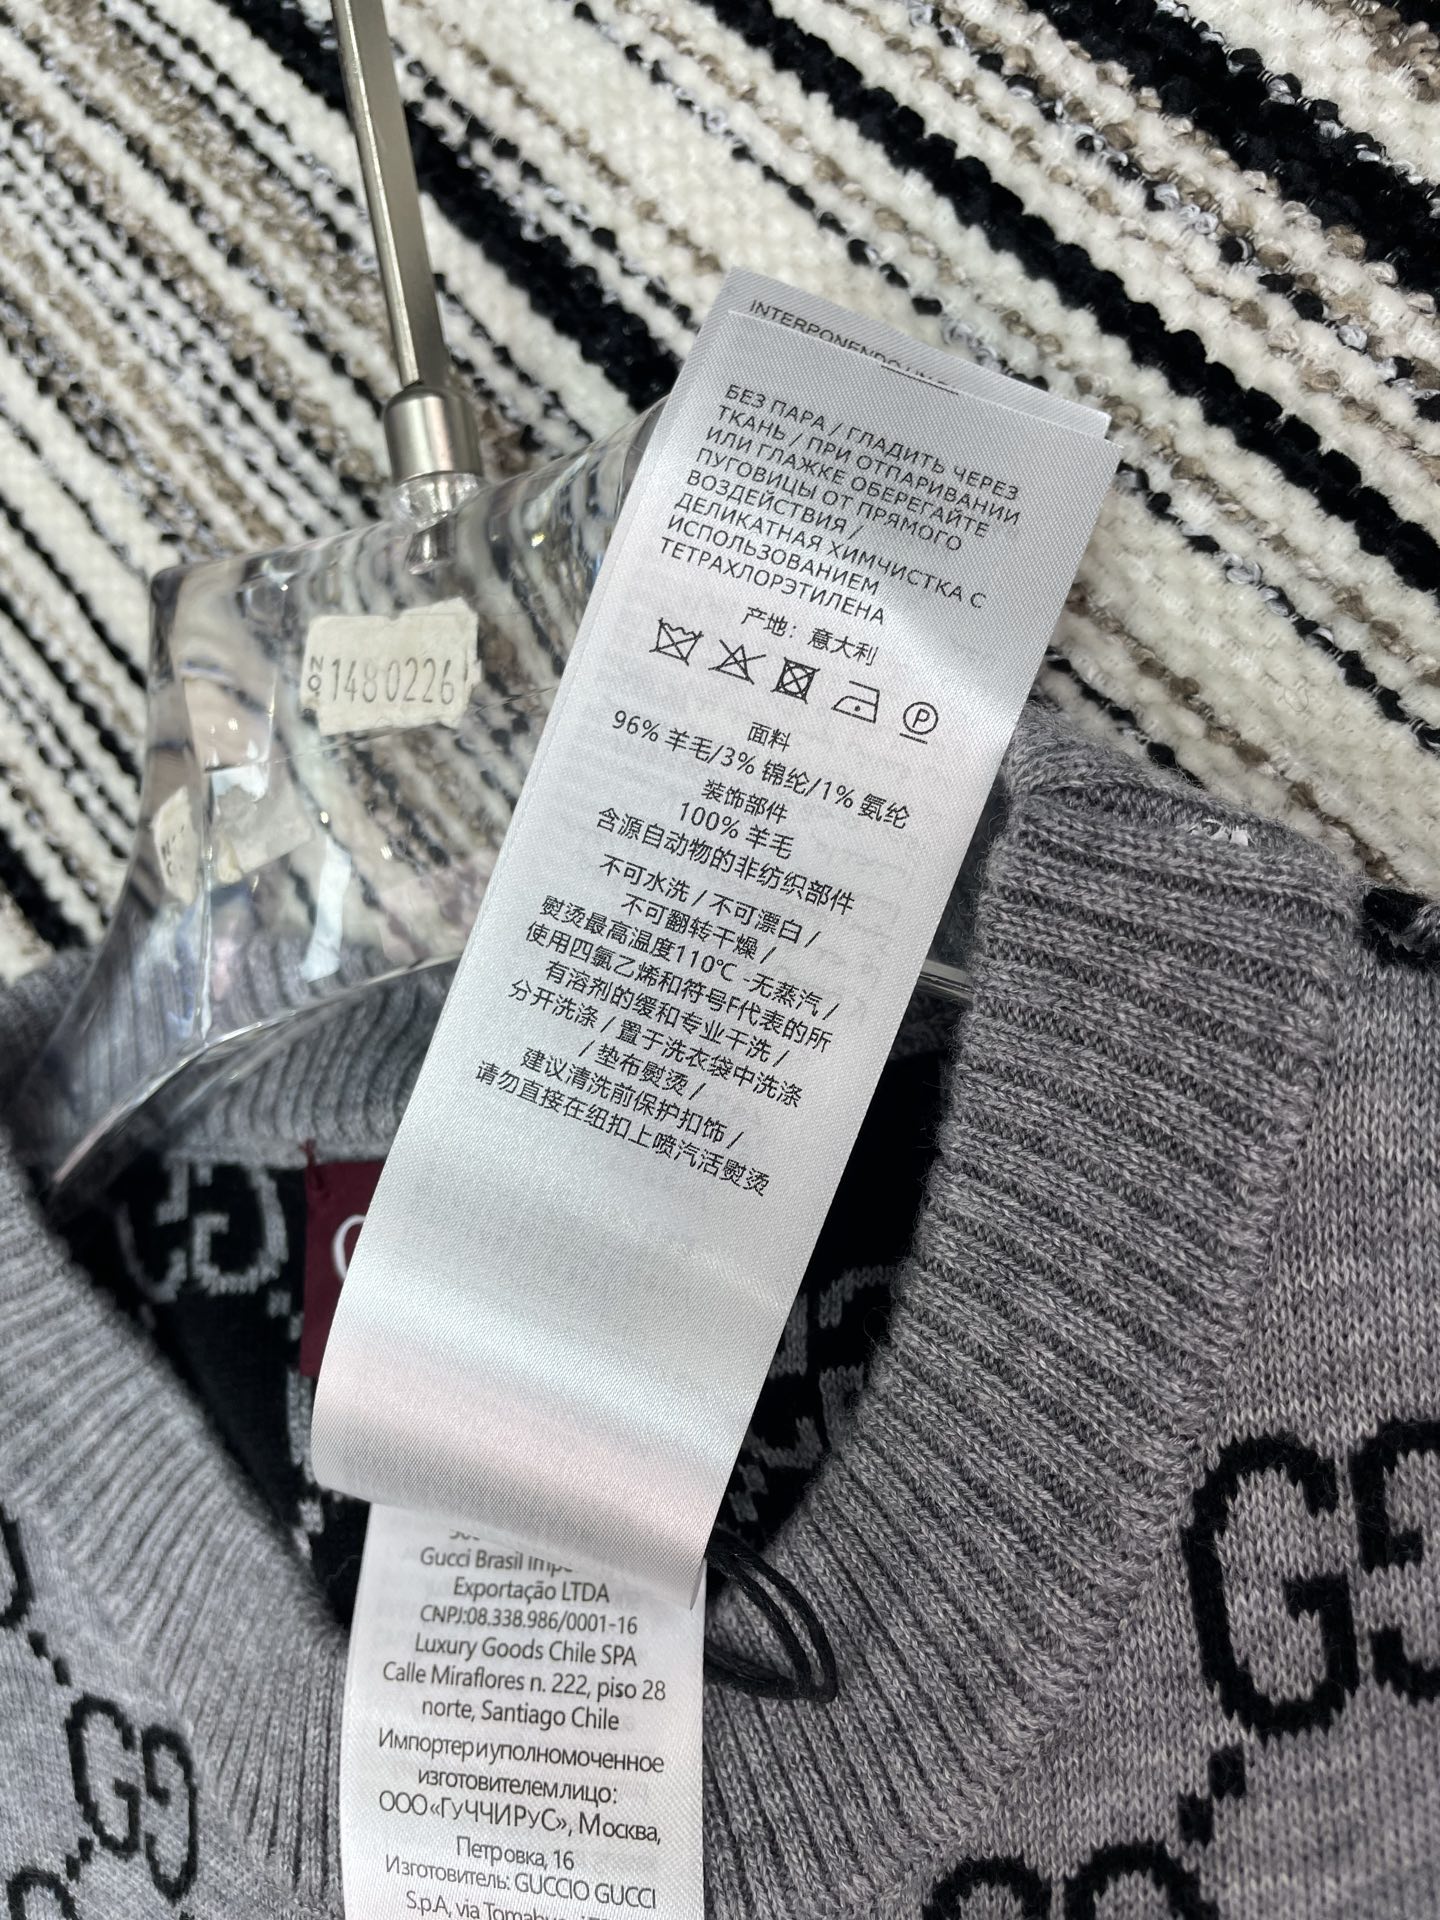 INTERPONENDO UN
БЕЗ ПАРА / ГЛАДИТЬ ЧЕРЕЗ
ТКАНЬ / ПРИ ОТПАРИВАНИИ
ИЛИ ГЛАЖКЕ ОБЕРЕГАЙТЕ
ПУГОВИЦЫ ОТ ПРЯМОГО
ВОЗДЕЙСТВИЯ /
ДЕЛИКАТНАЯ ХИМЧИСТКА С
ИСПОЛЬЗОВАНИЕМ
ТЕТРАХЛОРЭТИЛЕНА
产地：意大利
P
面料
96% 羊毛/3% 锦纶/1% 氨纶
装饰部件
100% 羊毛
含源自动物的非纺织部件
不可水洗 / 不可漂白 /
不可翻转干燥 /
熨烫最高温度110℃ -无蒸汽 /
使用四氯乙烯和符号F代表的所
有溶剂的缓和专业干洗 /
分开洗涤 / 置于洗衣袋中洗涤
/ 垫布熨烫 /
建议清洗前保护扣饰 /
请勿直接在纽扣上喷汽活熨烫
NO 1480226
Gucci Brasil
Exportação LTDA
CNPJ:08.338.986/0001-16
Luxury Goods Chile SPA
Calle Miraflores n. 222, piso 28
norte, Santiago Chile
Импортериуполномоченное
изготовителемлицо:
ООО«ГУЧЧИРУС», Москва,
Петровка, 16
Изготовитель: GUCCIO GUCCI
S.p.A, via